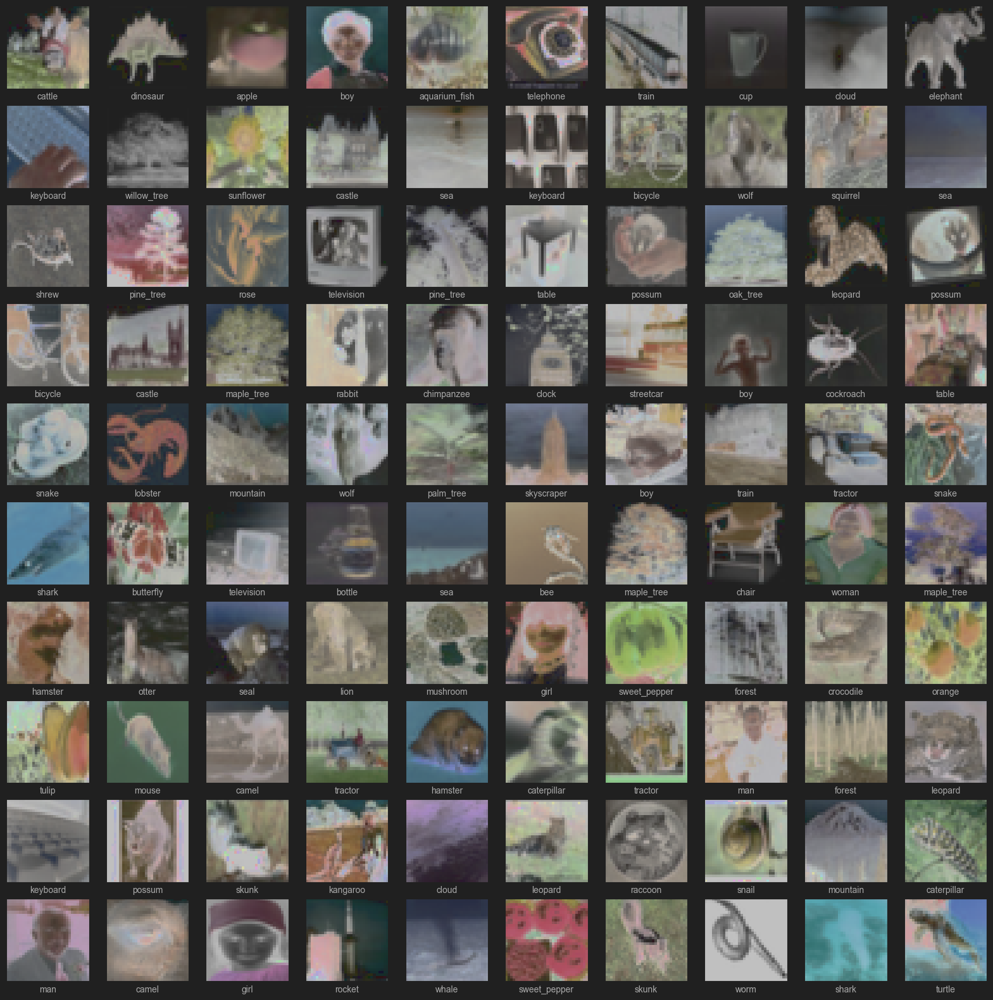 cattle dinosaur apple boy aquarium_fish telephone train cup cloud elephant
keyboard willow_tree sunflower castle sea keyboard bicycle wolf squirrel sea
shrew pine_tree rose television pine_tree table possum oak_tree leopard possum
bicycle castle maple_tree rabbit chimpanzee clock streetcar boy cockroach table
snake lobster mountain wolf palm_tree skyscraper boy train tractor snake
shark butterfly television bottle sea bee maple_tree chair woman maple_tree
hamster otter seal lion mushroom girl sweet_pepper forest crocodile orange
tulip mouse camel tractor hamster caterpillar tractor man forest leopard
keyboard possum skunk kangaroo cloud leopard raccoon snail mountain caterpillar
man camel girl rocket whale sweet_pepper skunk worm shark turtle